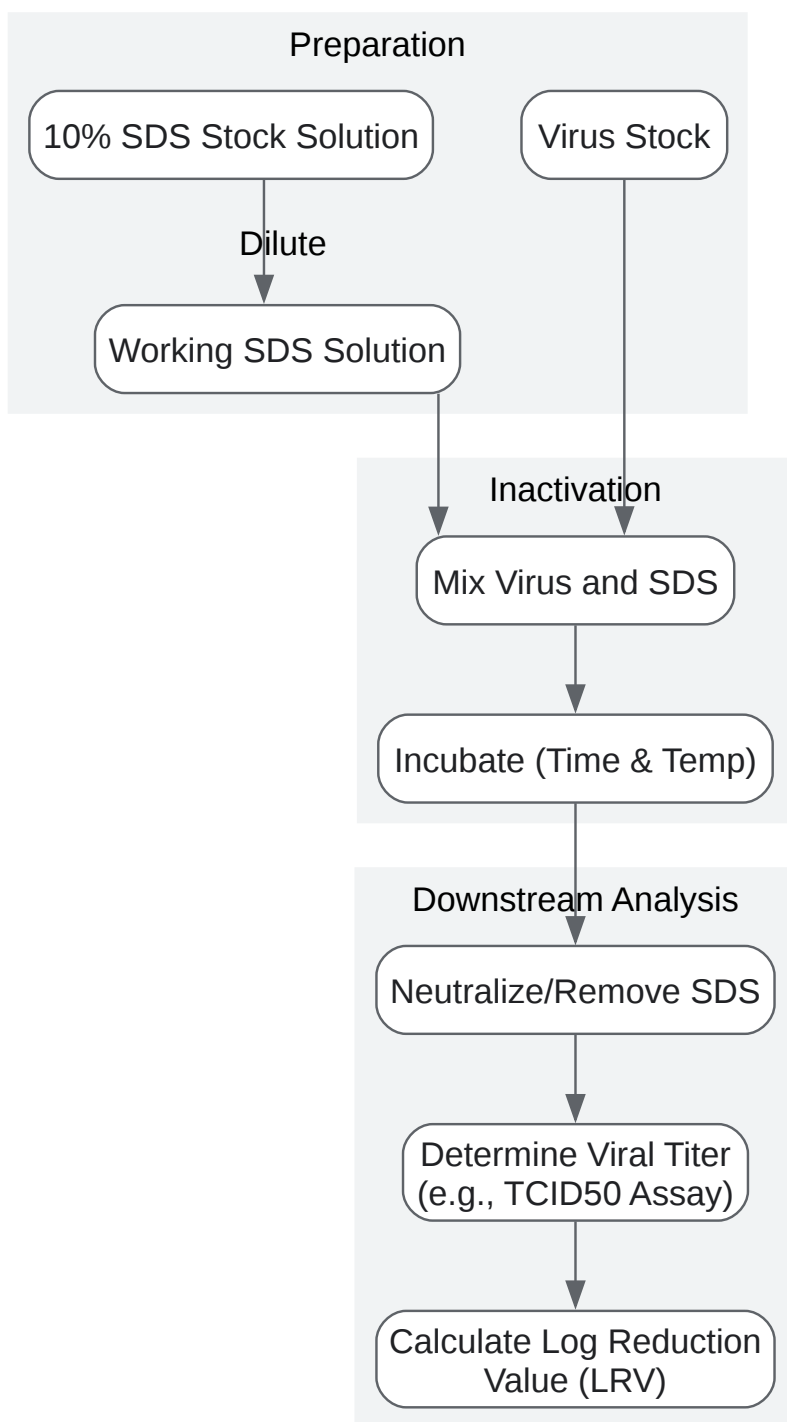 Preparation
10% SDS Stock Solution
Virus Stock
Dilute
Working SDS Solution
Inactivation
Mix Virus and SDS
Incubate (Time & Temp)
Downstream Analysis
Neutralize/Remove SDS
Determine Viral Titer
(e.g., TCID50 Assay)
Calculate Log Reduction
Value (LRV)